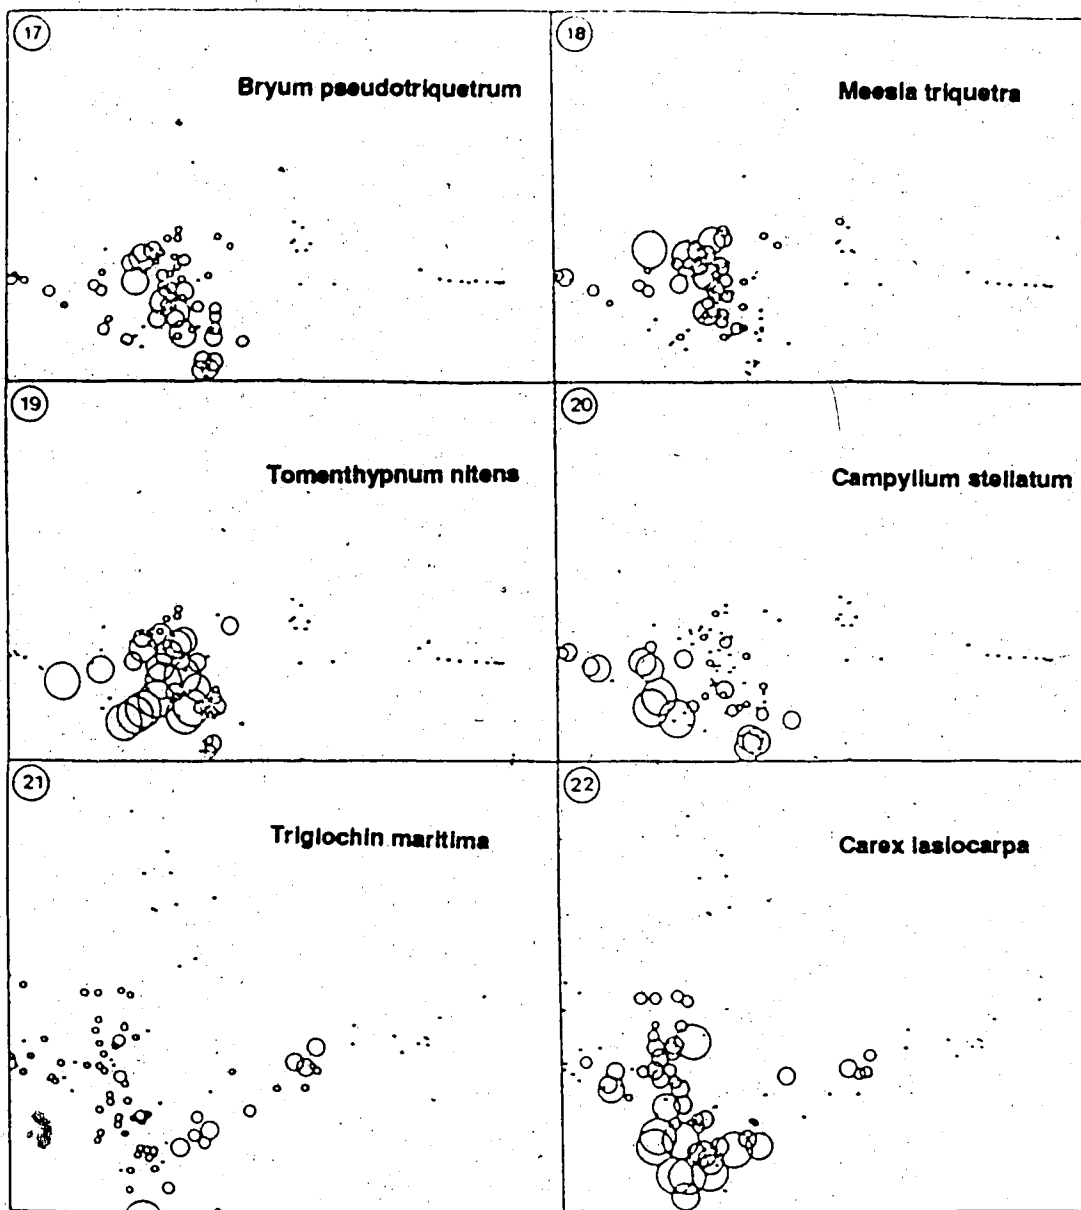 17
Bryum pseudotriquetrum
18
Meesia triquetra
19
Tomenthypnum nitens
20
Campylium stellatum
21
Triglochin maritima
22
Carex lasiocarpa